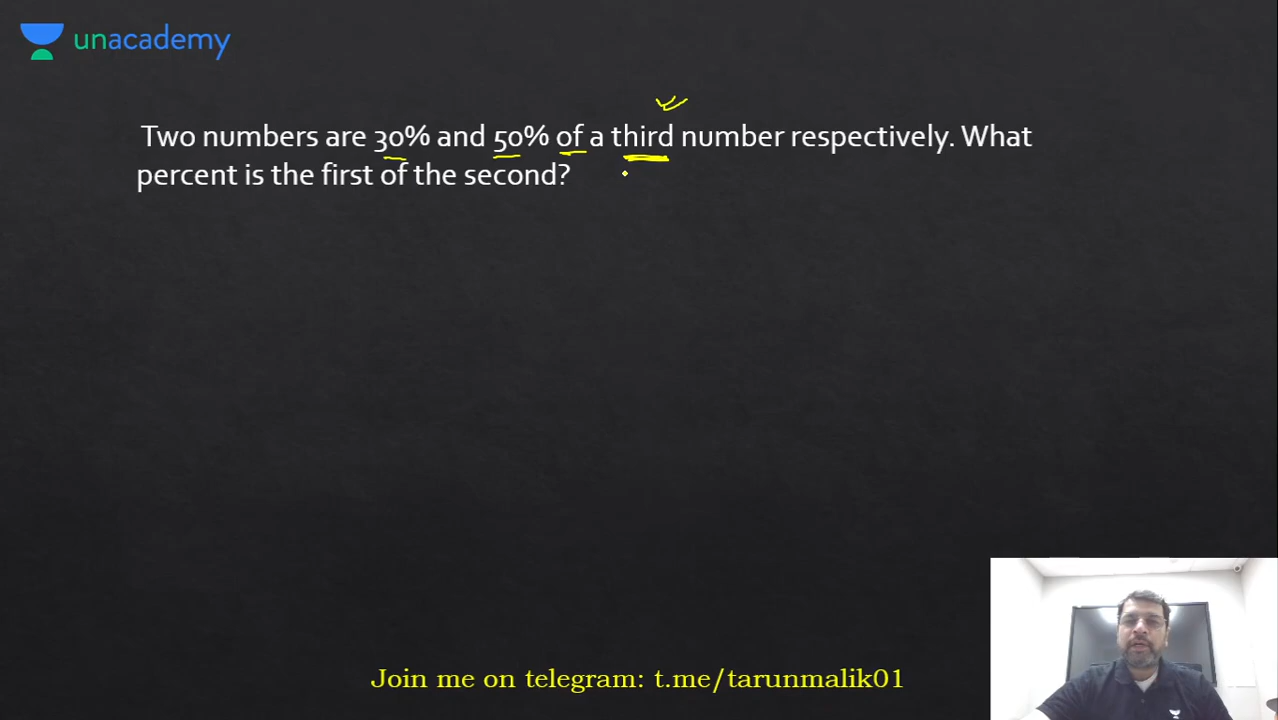 unacademy
Two numbers are 30% and 50% of a third number respectively. What
percent is the first of the second?
Join me on telegram: t.me/tarunmalik01